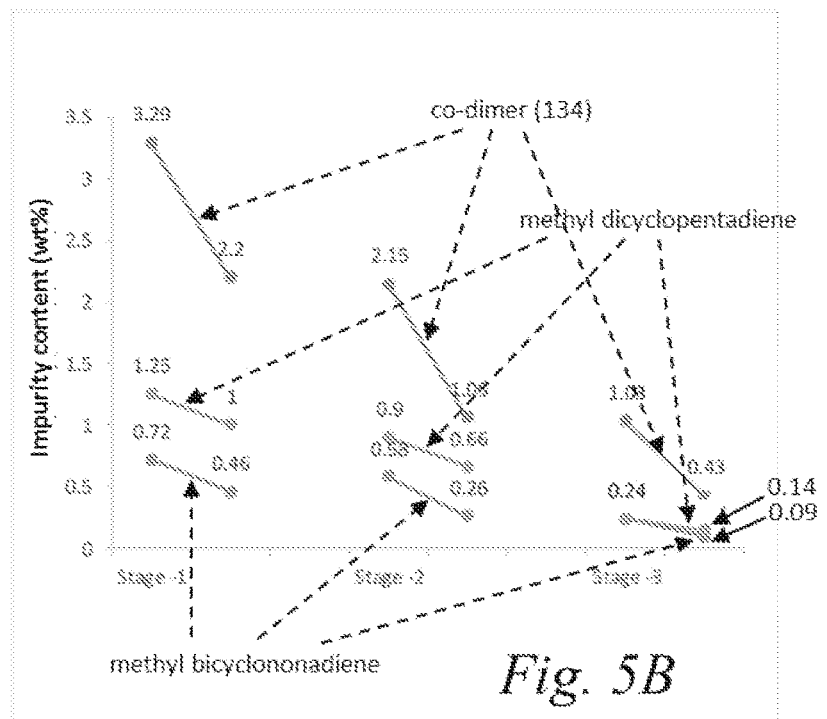 co-dimer (134)
3.5
3.29
3
methyl dicyclopentadiene
2.5
2.2
2.15
2
1.5
1.25
1
0.9
1.03
1
0.72
0.46
0.66
0.43
0.5
0.26
0.24
0.14
0.09
0
Impurity content (wt%)
Stage -1
Stage -2
Stage -3
methyl bicyclononadiene
Fig. 5B